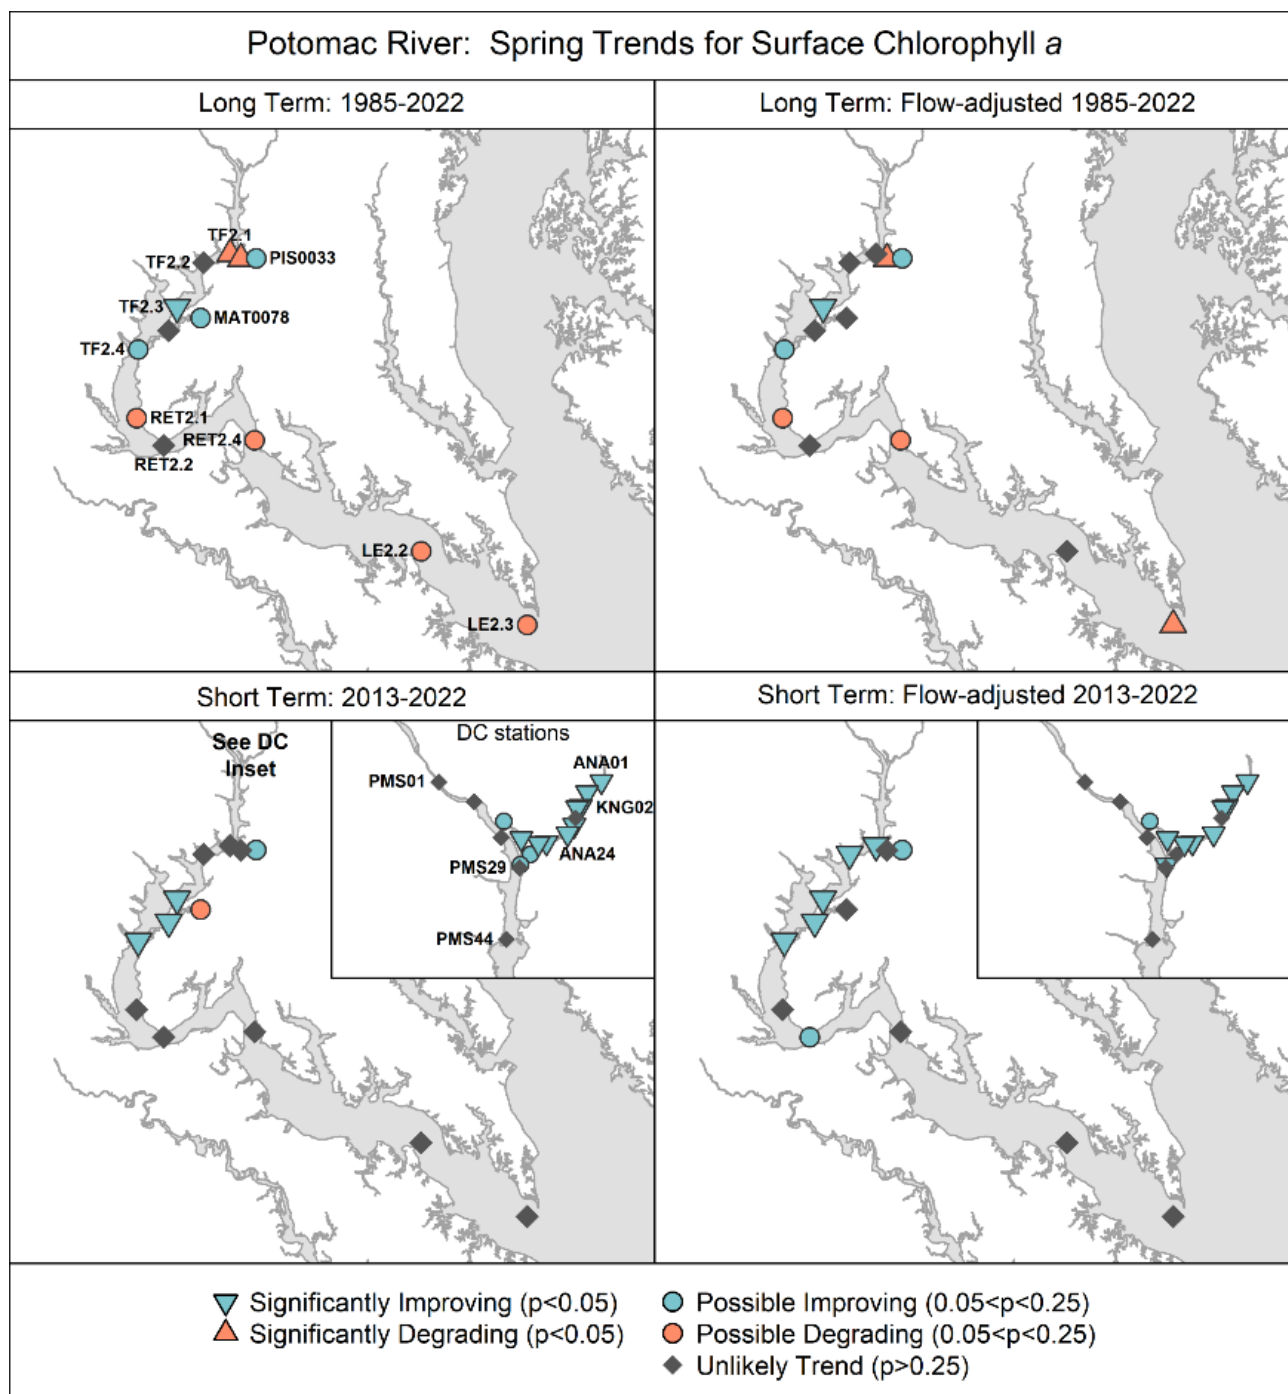 Potomac River: Spring Trends for Surface Chlorophyll a
Long Term: 1985-2022
Long Term: Flow-adjusted 1985-2022
TF2.1
TF2.2
PIS0033
TF2.3
MAT0078
TF2.4
RET2.1
RET2.4
RET2.2
LE2.2
LE2.3
Short Term: 2013-2022
Short Term: Flow-adjusted 2013-2022
See DC
Inset
DC stations
ANA01
PMS01
KNG02
ANA24
PMS29
PMS44
Significantly Improving (p<0.05)
Possible Improving (0.05<p<0.25)
Significantly Degrading (p<0.05)
Possible Degrading (0.05<p<0.25)
Unlikely Trend (p>0.25)